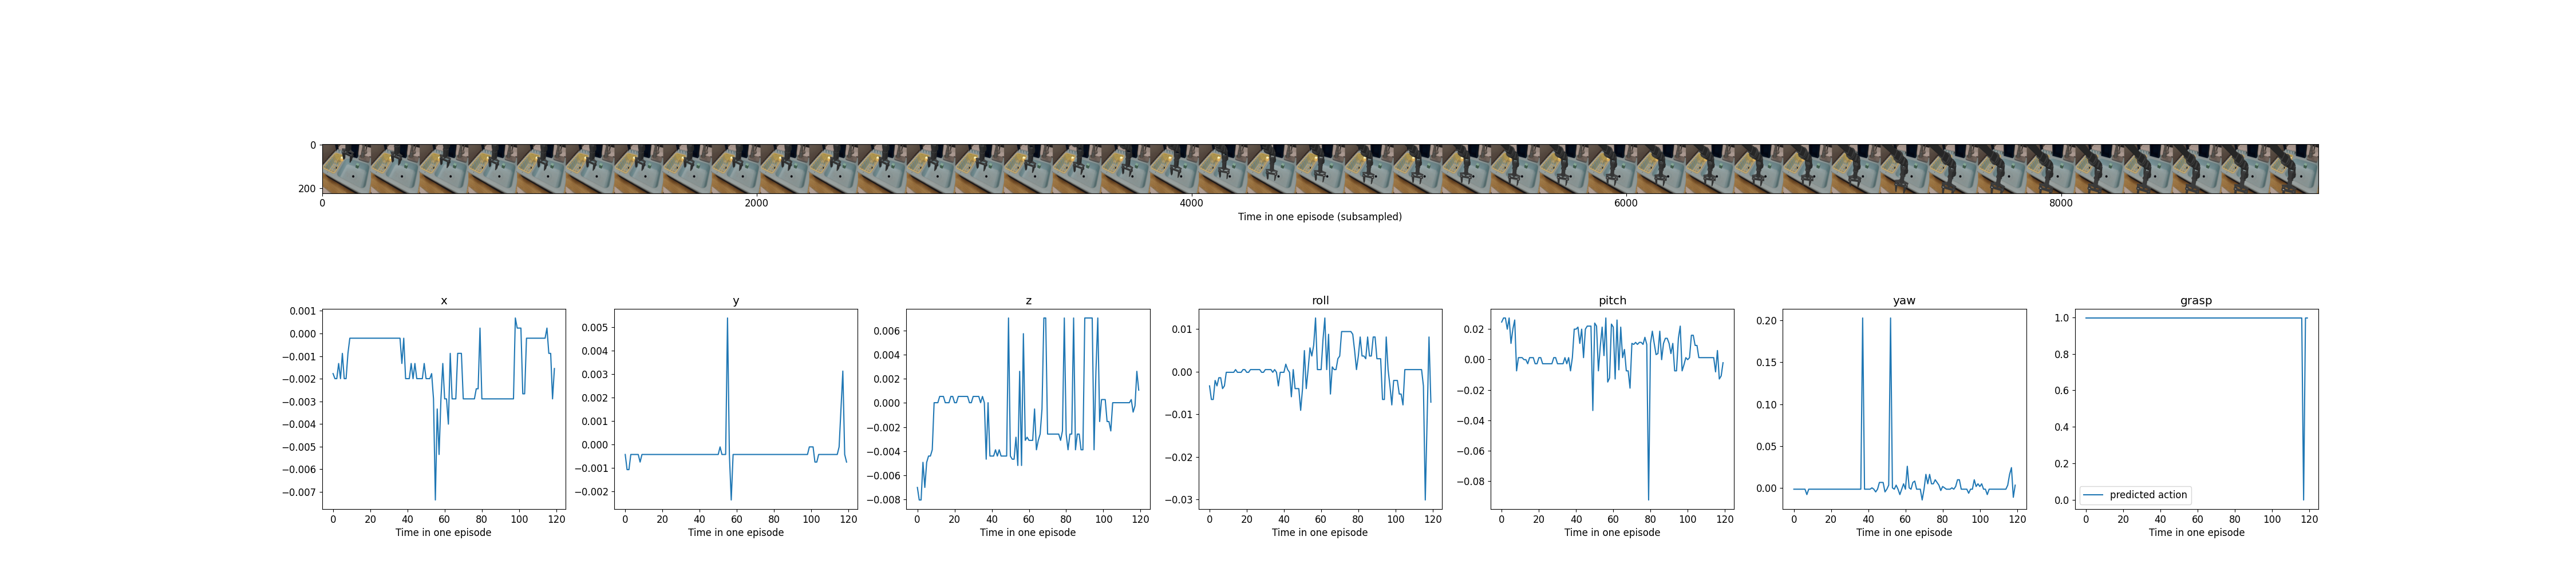 0
200
0 2000 4000 6000 8000
Time in one episode (subsampled)
x y z roll pitch yaw grasp
0.001
0.000
−0.001
−0.002
−0.003
−0.004
−0.005
−0.006
−0.007
0 20 40 60 80 100 120
Time in one episode
0.005
0.004
0.003
0.002
0.001
0.000
−0.001
−0.002
0 20 40 60 80 100 120
Time in one episode
0.006
0.004
0.002
0.000
−0.002
−0.004
−0.006
−0.008
0 20 40 60 80 100 120
Time in one episode
0.01
0.00
−0.01
−0.02
−0.03
0 20 40 60 80 100 120
Time in one episode
0.02
0.00
−0.02
−0.04
−0.06
−0.08
0 20 40 60 80 100 120
Time in one episode
0.20
0.15
0.10
0.05
0.00
0 20 40 60 80 100 120
Time in one episode
1.0
0.8
0.6
0.4
0.2
0.0
predicted action
0 20 40 60 80 100 120
Time in one episode